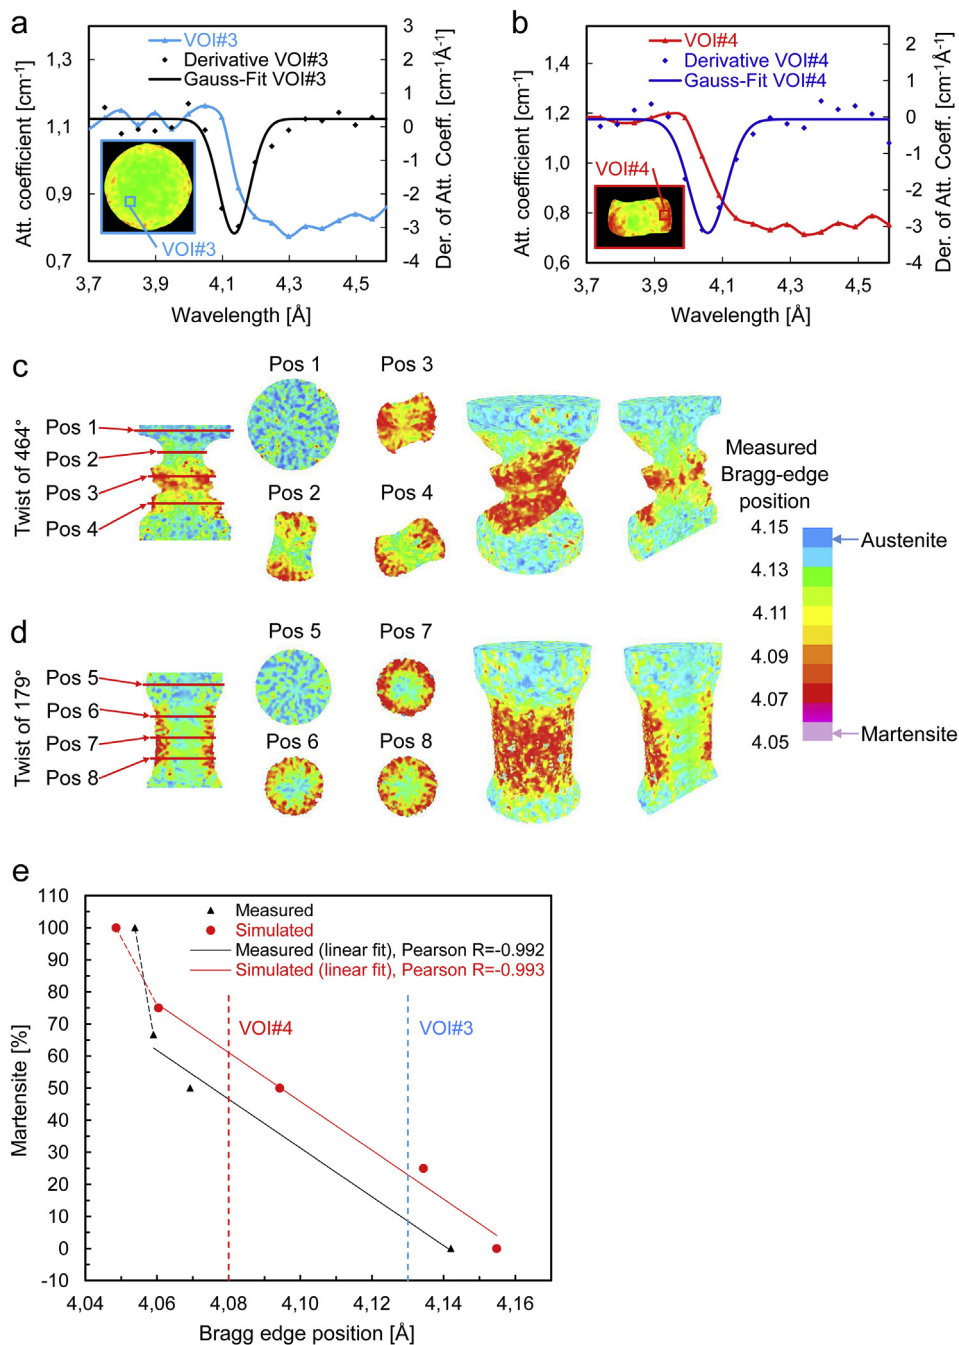 a
VOI#3
Derivative VOI#3
Gauss-Fit VOI#3
Att. coefficient [cm⁻¹]
1,3
1,1
0,9
0,7
3
2
1
0
-1
-2
-3
-4
Der. of Att. Coeff. [cm⁻¹Å⁻¹]
VOI#3
3,7 3,9 4,1 4,3 4,5
Wavelength [Å]
b
VOI#4
Derivative VOI#4
Gauss-Fit VOI#4
Att. coefficient [cm⁻¹]
1,4
1,2
1,0
0,8
0,6
2
1
0
-1
-2
-3
-4
Der. of Att. Coeff. [cm⁻¹Å⁻¹]
VOI#4
3,7 3,9 4,1 4,3 4,5
Wavelength [Å]
c
Twist of 464°
Pos 1
Pos 2
Pos 3
Pos 4
Pos 1
Pos 3
Pos 2
Pos 4
d
Twist of 179°
Pos 5
Pos 6
Pos 7
Pos 8
Pos 5
Pos 7
Pos 6
Pos 8
Measured
Bragg-edge
position
4.15
4.13
4.11
4.09
4.07
4.05
Austenite
Martensite
e
Martensite [%]
110
100
90
80
70
60
50
40
30
20
10
0
-10
Measured
Simulated
Measured (linear fit), Pearson R=-0.992
Simulated (linear fit), Pearson R=-0.993
VOI#4
VOI#3
4,04 4,06 4,08 4,10 4,12 4,14 4,16
Bragg edge position [Å]